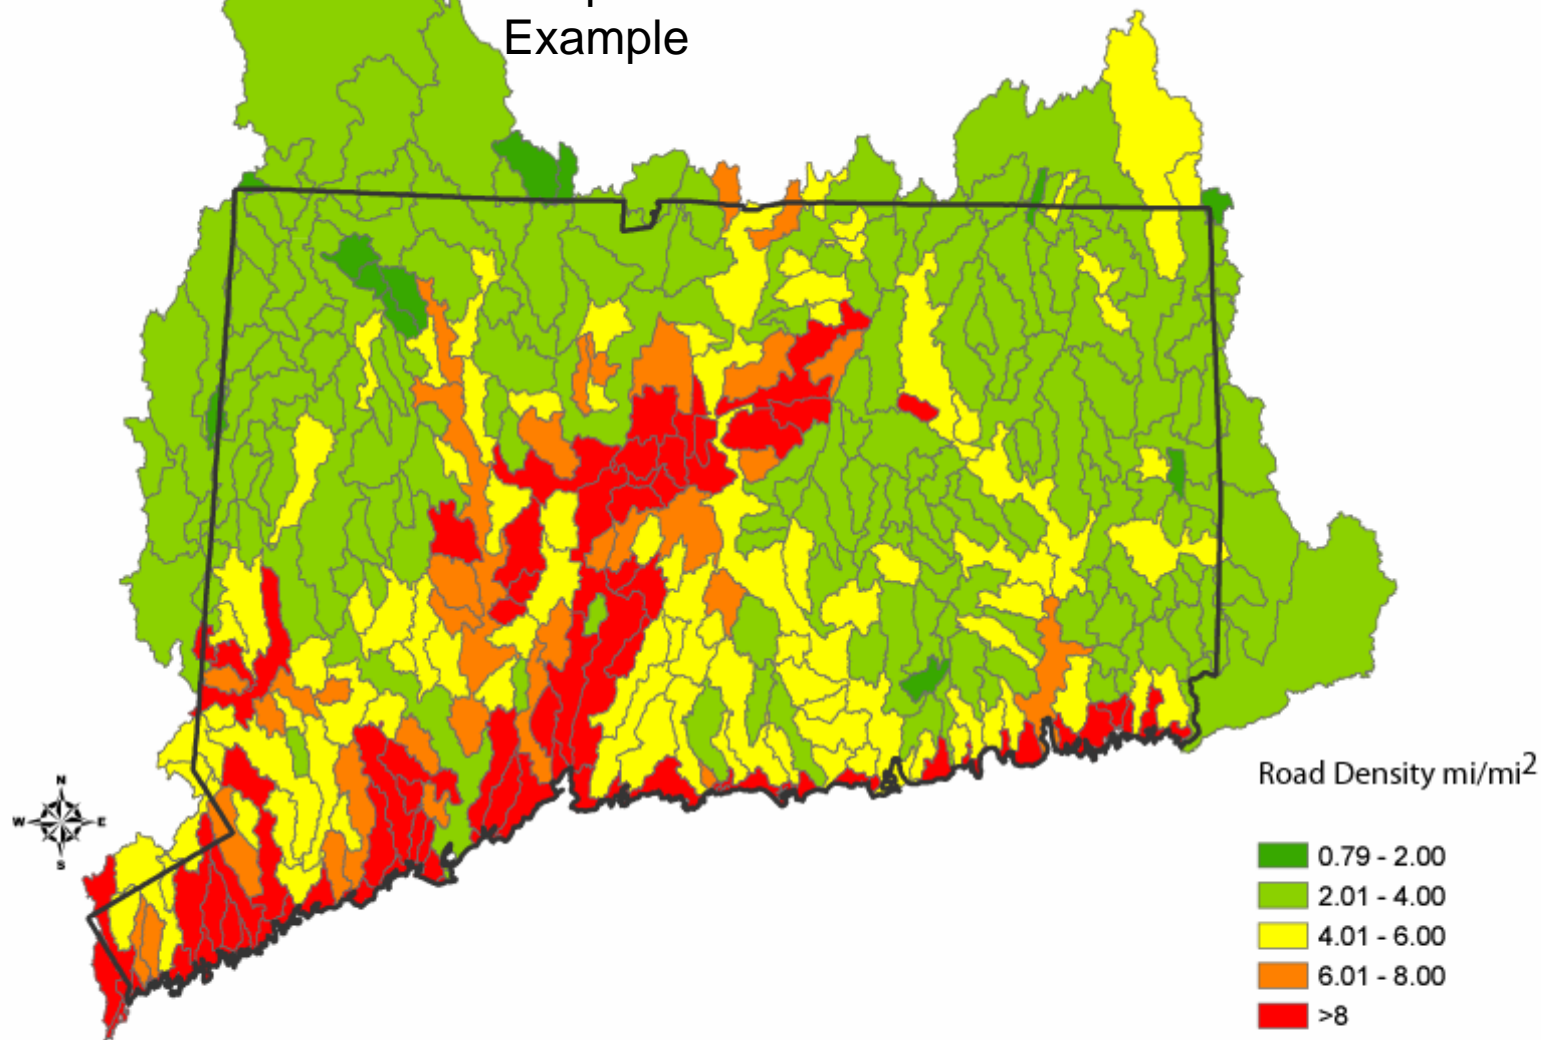 Example
N
W E
S
Road Density mi/mi2
0.79 - 2.00
2.01 - 4.00
4.01 - 6.00
6.01 - 8.00
>8